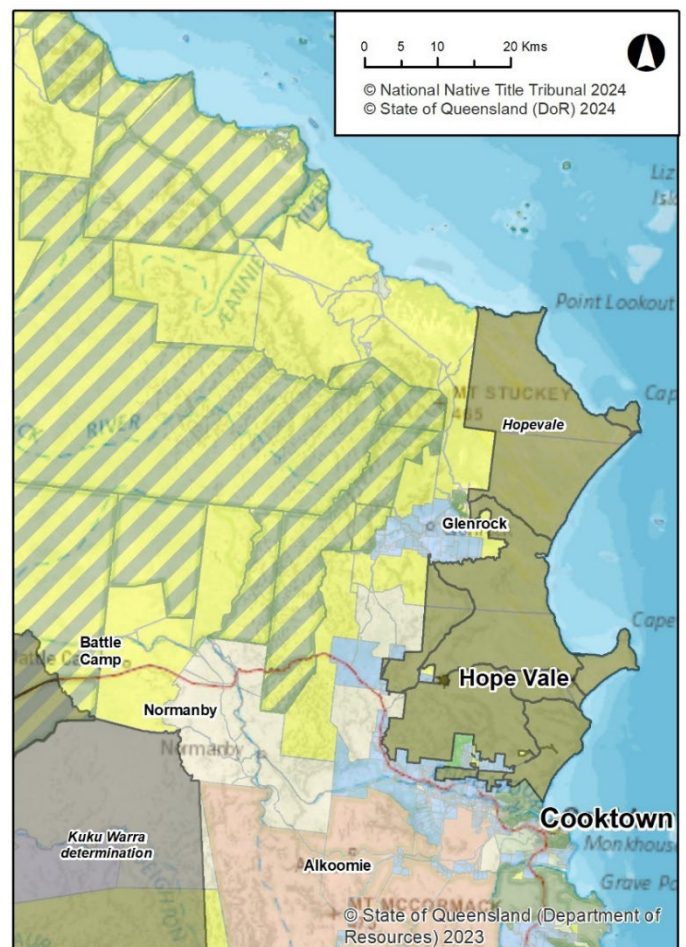 0 5 10 20 Kms
© National Native Title Tribunal 2024
© State of Queensland (DoR) 2024
RIVER
JEANNIE
Point Lookout
MT STUCKEY
465
Hopevale
RIVER
Glenrock
Battle
Camp
Hope Vale
Normanby
Normanby
Cooktown
Kuku Warra
determination
Alkoomie
MT MCCORMACK
© State of Queensland (Department of
Resources) 2023